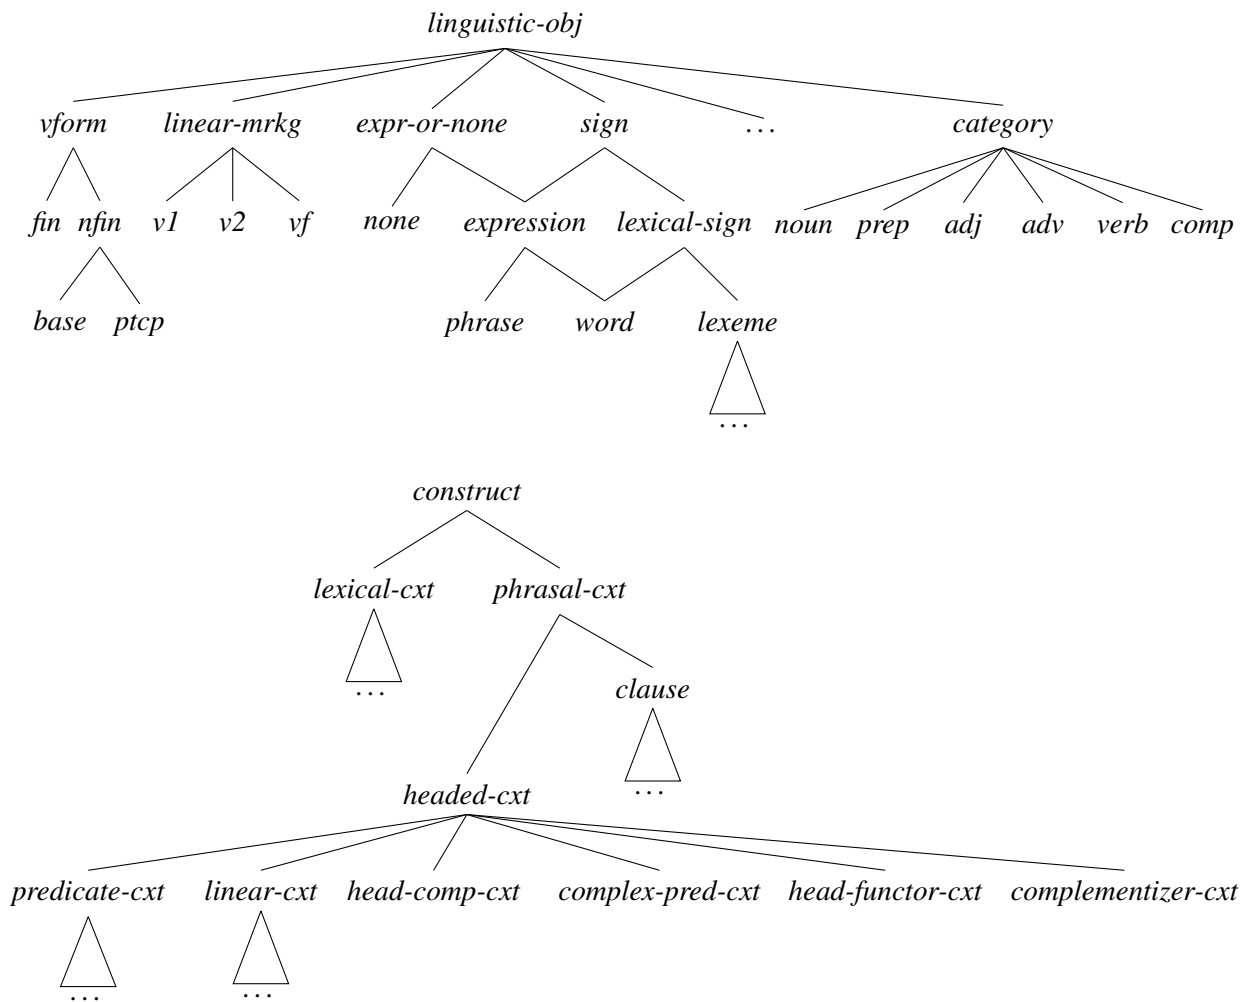 linguistic-obj
vform linear-mrkg expr-or-none sign ... category
fin nfin v1 v2 vf none expression lexical-sign noun prep adj adv verb comp
base ptcp phrase word lexeme
...
construct
lexical-cxt phrasal-cxt
... clause
...
headed-cxt
predicate-cxt linear-cxt head-comp-cxt complex-pred-cxt head-functor-cxt complementizer-cxt
... ...